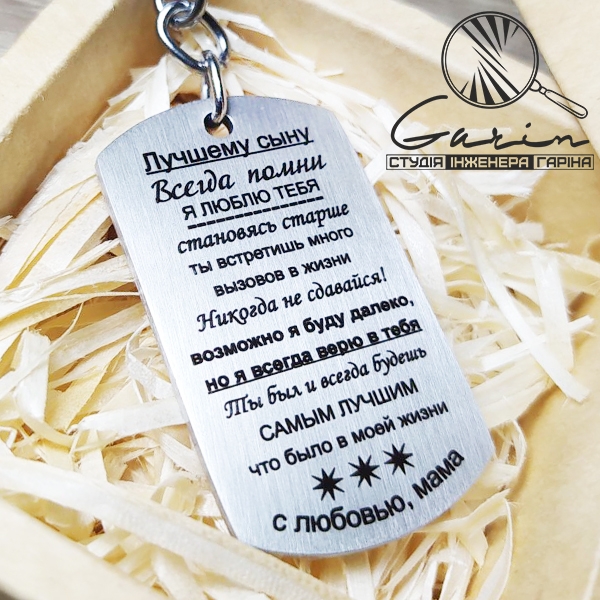 Garin
СТУДІЯ ІНЖЕНЕРА ГАРІНА
Лучшему сыну
Всегда помни
Я ЛЮБЛЮ ТЕБЯ
становясь старше
ты встретишь много
вызовов в жизни
Никогда не сдавайся!
возможно я буду далеко,
но я всегда верю в тебя
Ты был и всегда будешь
САМЫМ ЛУЧШИМ
что было в моей жизни
с любовью, мама